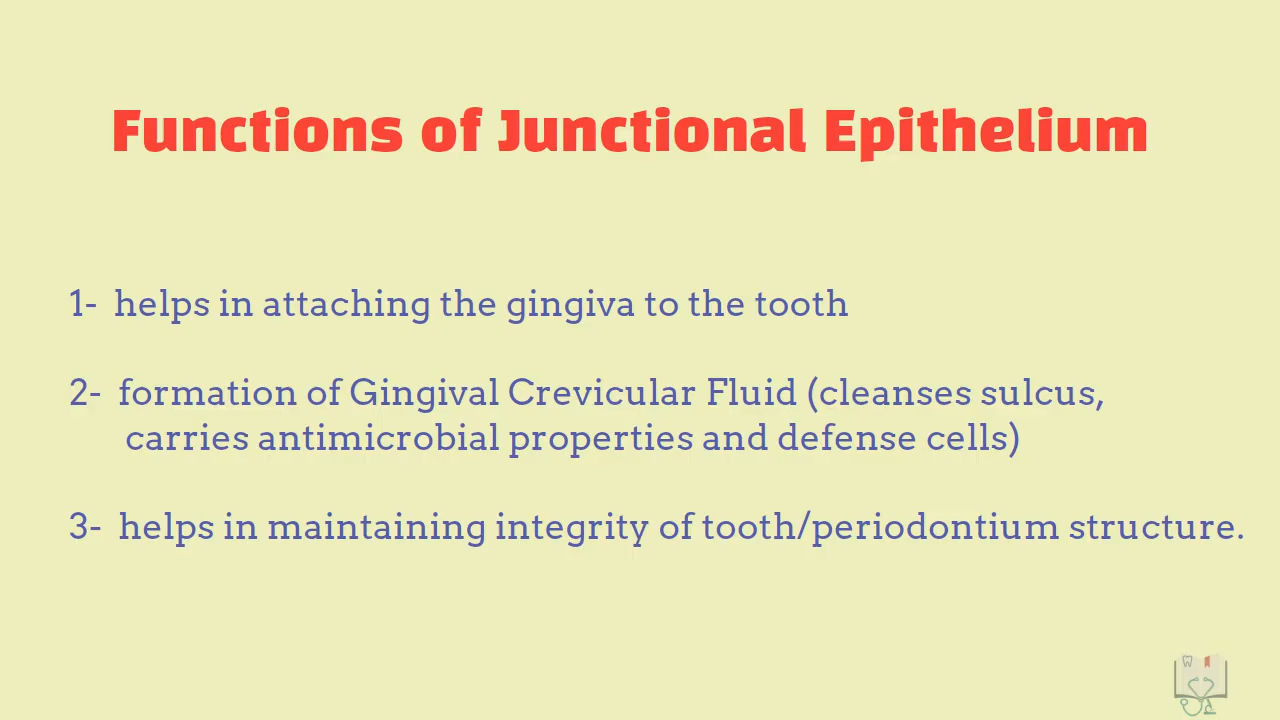 Functions of Junctional Epithelium
1- helps in attaching the gingiva to the tooth
2- formation of Gingival Crevicular Fluid (cleanses sulcus,
carries antimicrobial properties and defense cells)
3- helps in maintaining integrity of tooth/periodontium structure.